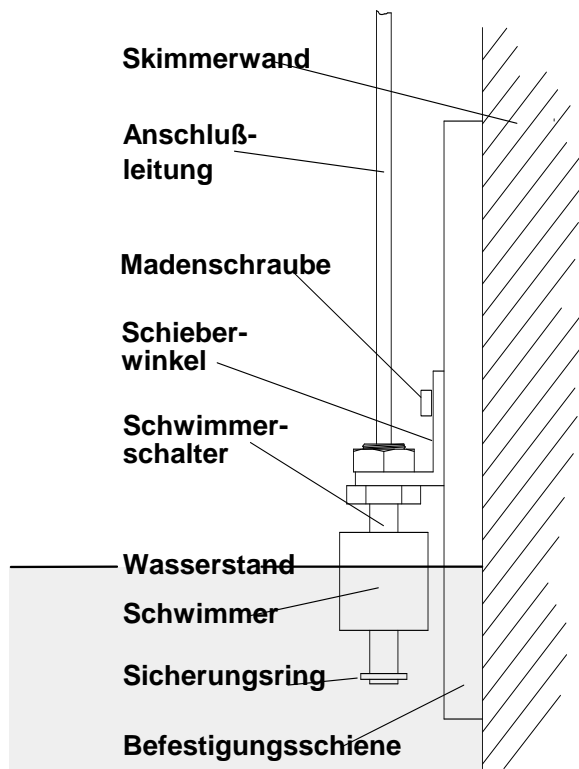 Skimmerwand
Anschluß-
leitung
Madenschraube
Schieber-
winkel
Schwimmer-
schalter
Wasserstand
Schwimmer
Sicherungsring
Befestigungsschiene